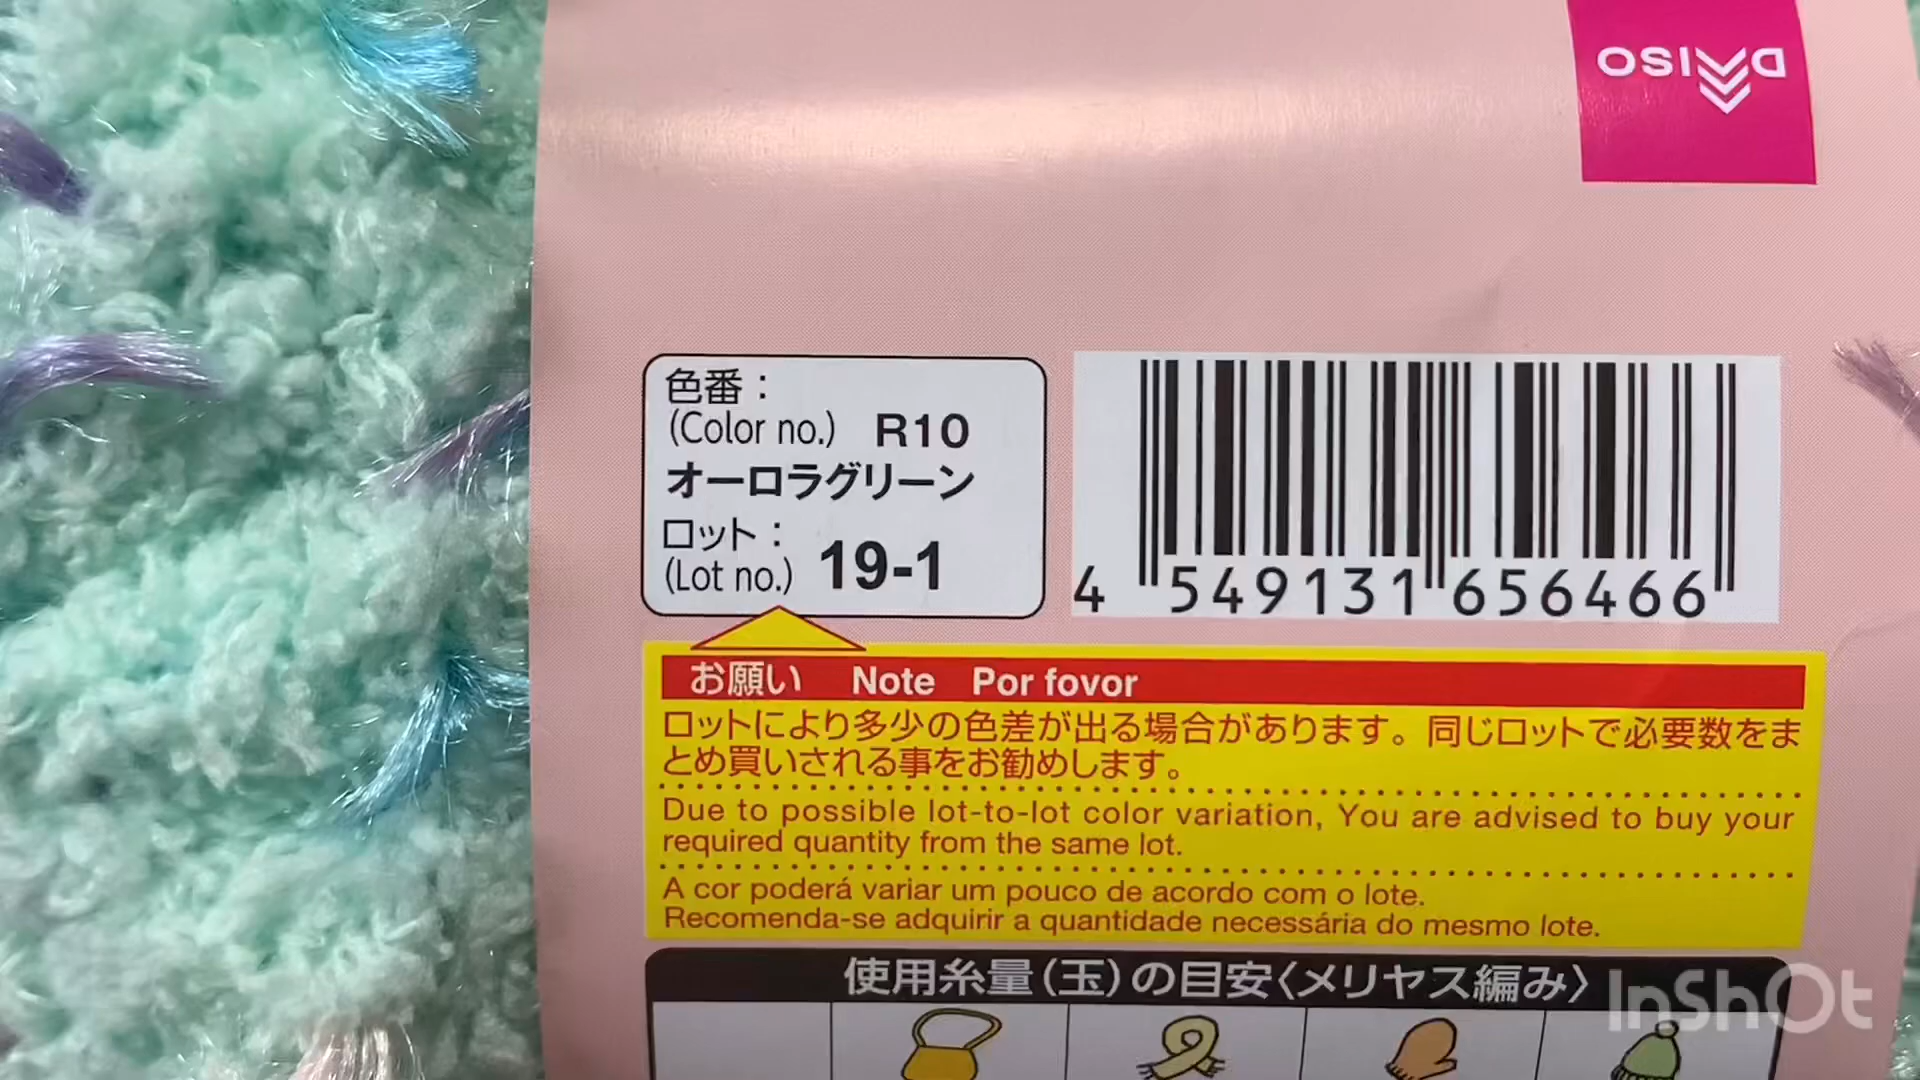 DAISO
色番：
(Color no.) R10
オーロラグリーン
ロット：
(Lot no.) 19-1
4 549131 656466
お願い Note Por fovor
ロットにより多少の色差が出る場合があります。同じロットで必要数をま
とめ買いされる事をお勧めします。
Due to possible lot-to-lot color variation, You are advised to buy your
required quantity from the same lot.
A cor poderá variar um pouco de acordo com o lote.
Recomenda-se adquirir a quantidade necessária do mesmo lote.
使用糸量(玉)の目安〈メリヤス編み〉
InShOt